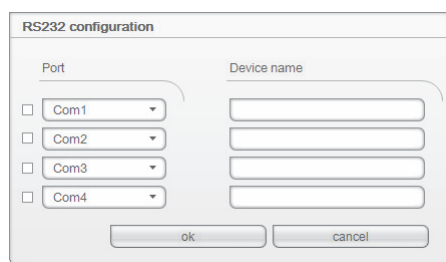 RS232 configuration
Port Device name
Com1
Com2
Com3
Com4
ok cancel